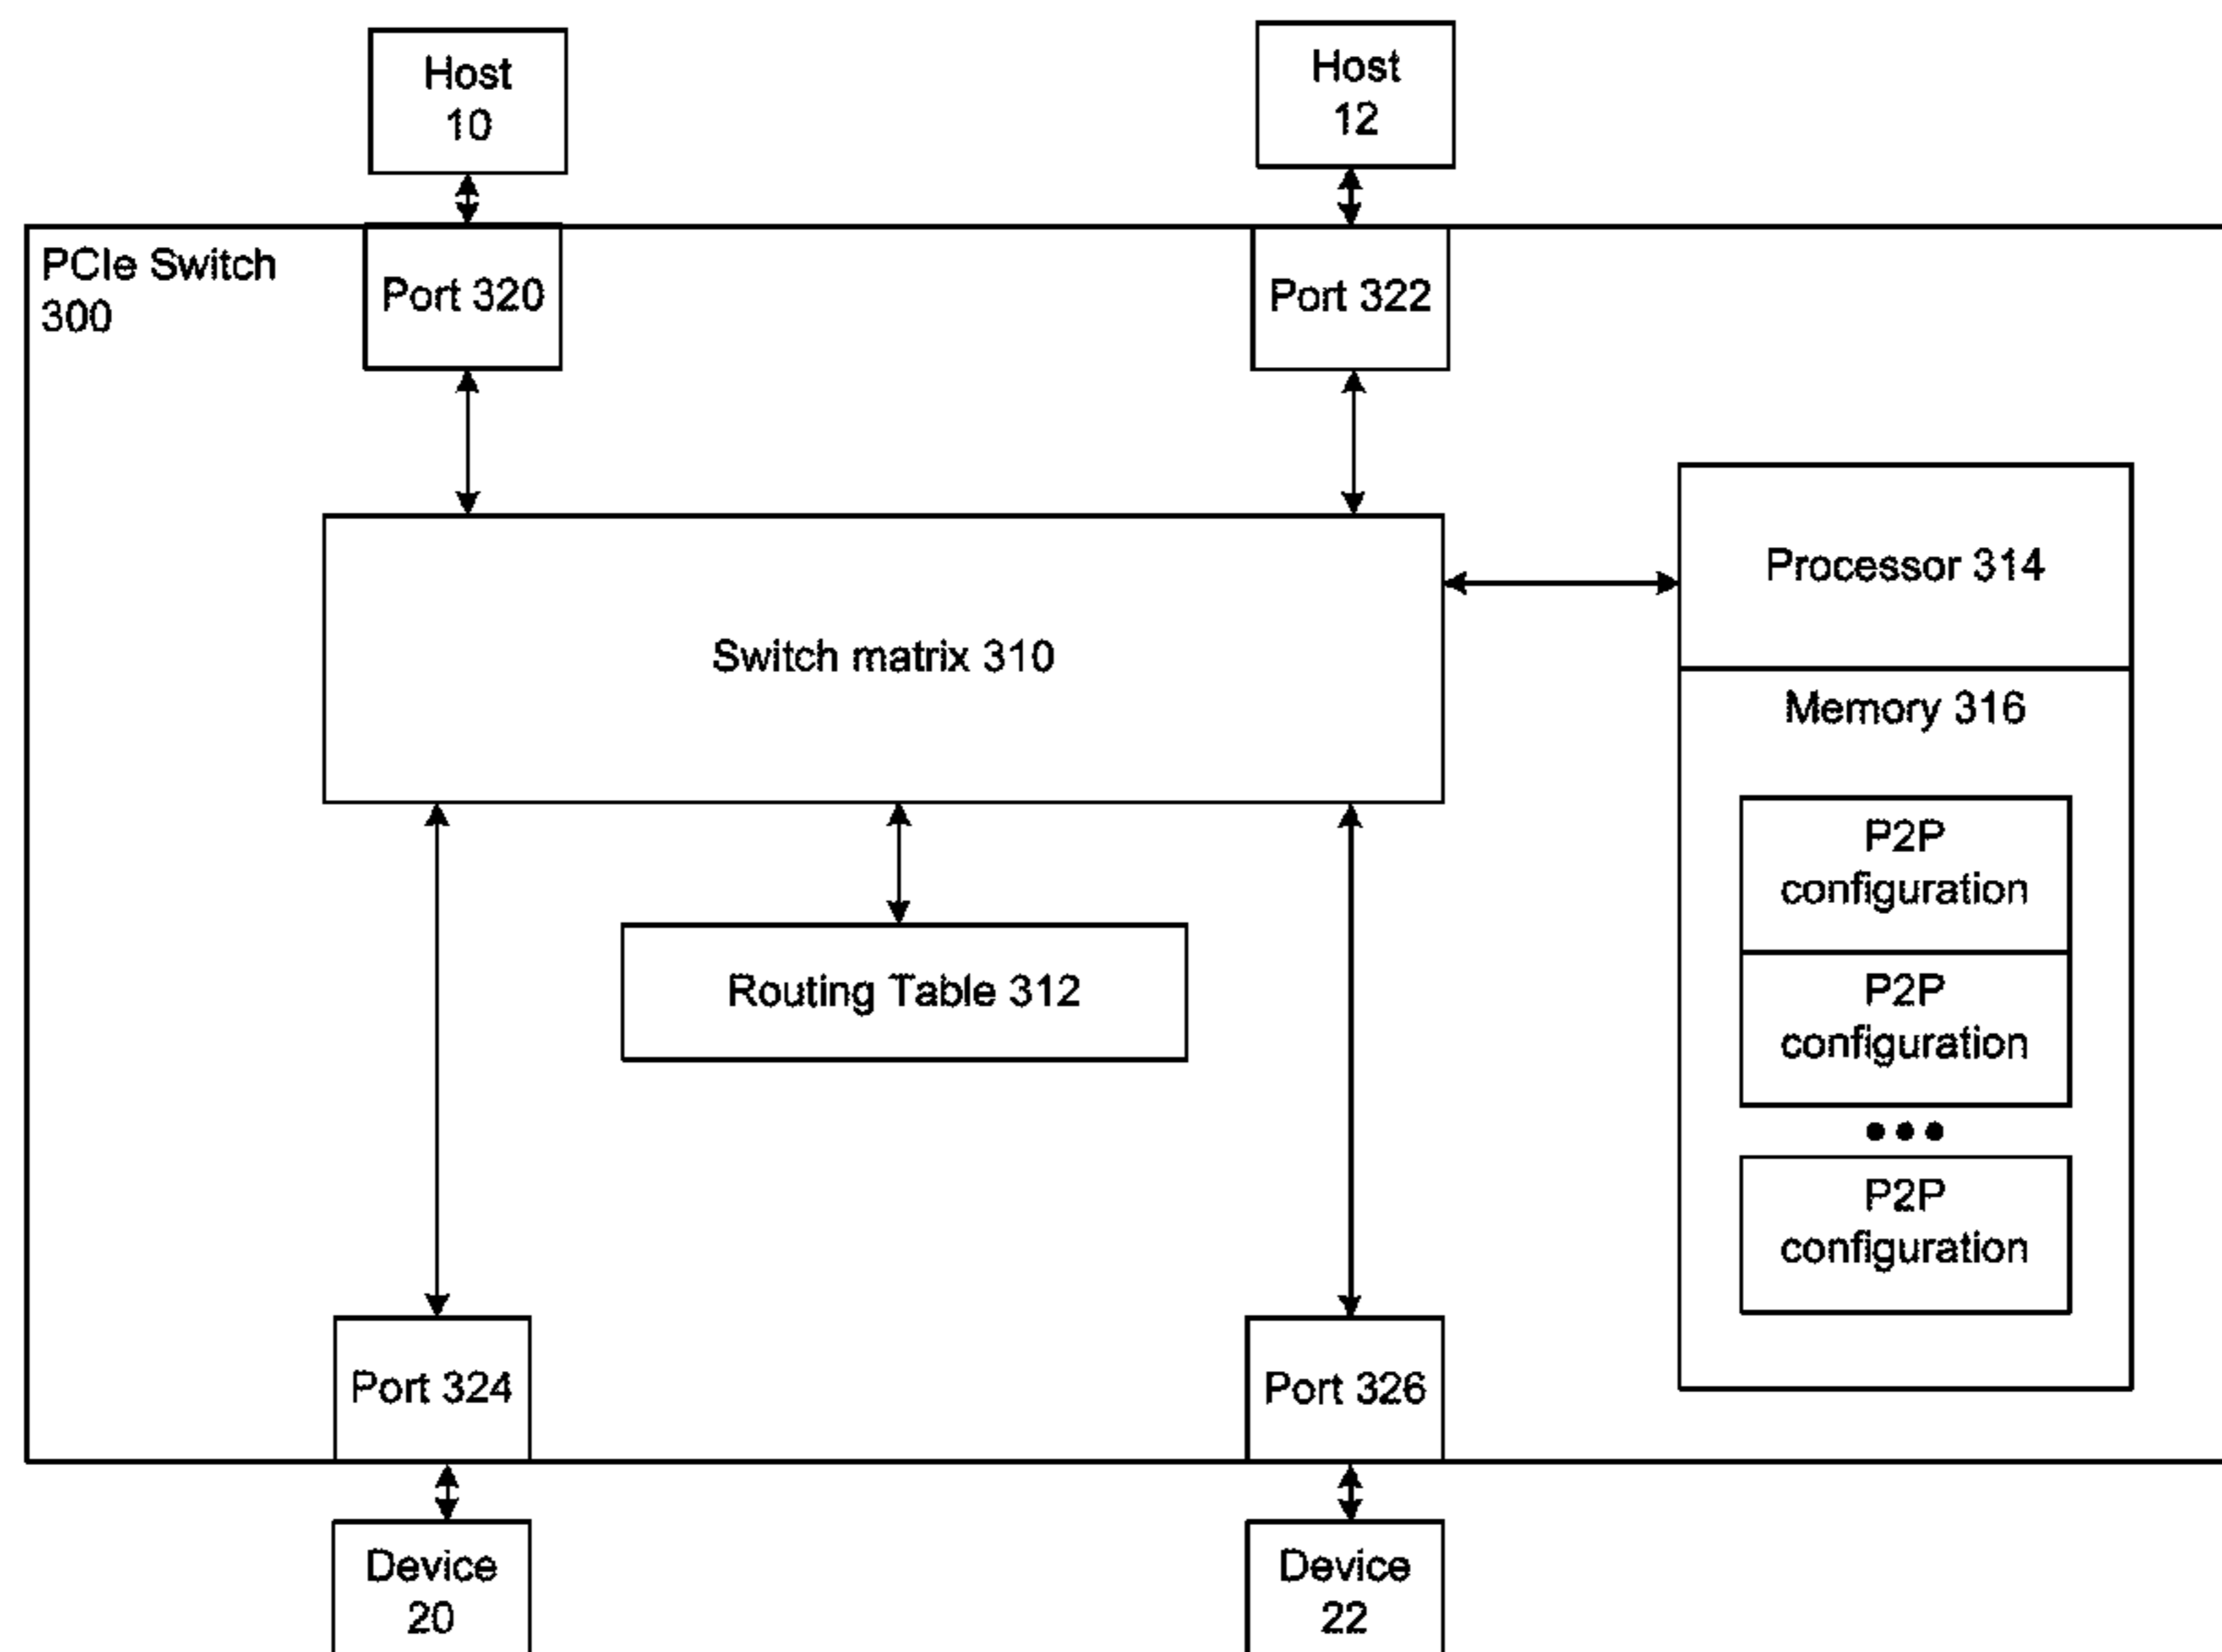 Host
10
Host
12
PCIe Switch
300
Port 320
Port 322
Processor 314
Switch matrix 310
Memory 316
P2P
configuration
Routing Table 312
P2P
configuration
P2P
configuration
Port 324
Port 326
Device
20
Device
22